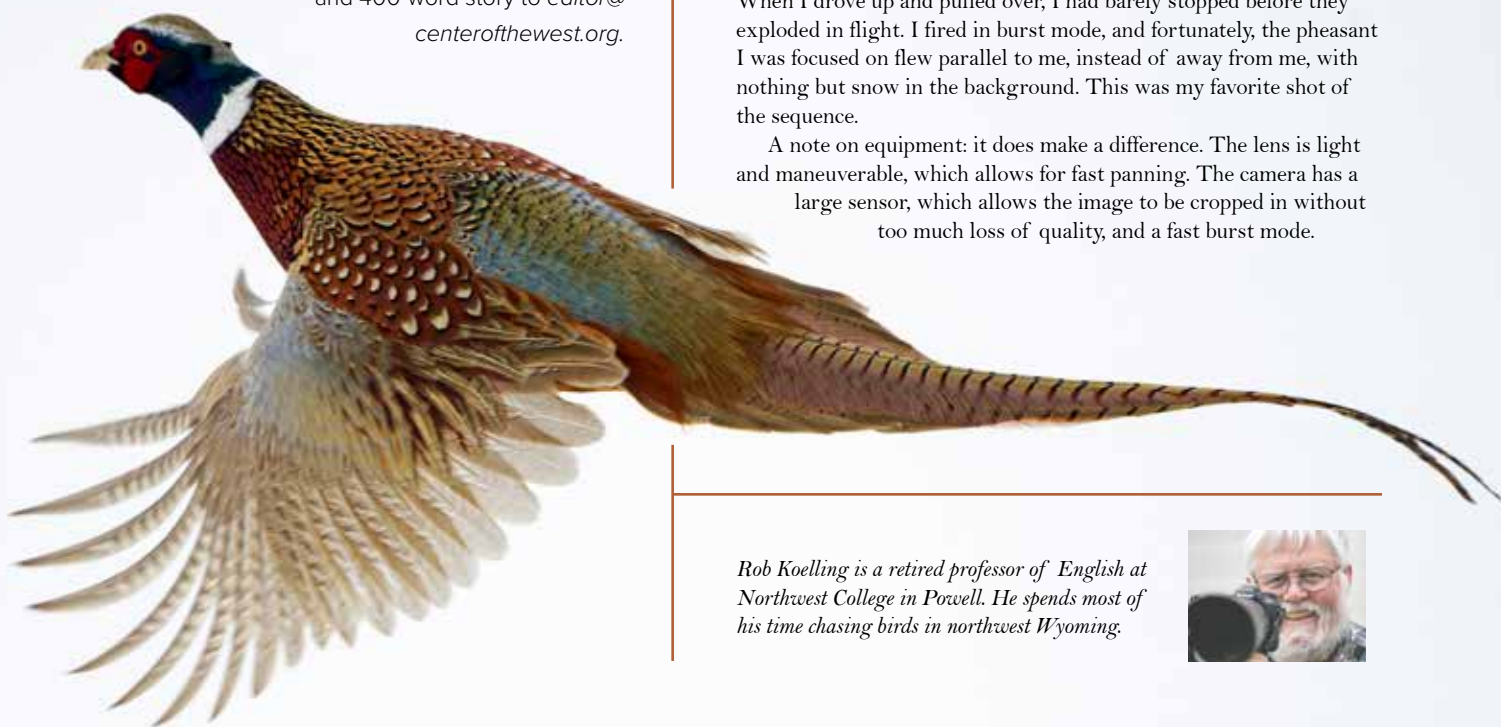 and 400-word story to editor@
centerofthewest.org.
When I drove up and pulled over, I had barely stopped before they
exploded in flight. I fired in burst mode, and fortunately, the pheasant
I was focused on flew parallel to me, instead of away from me, with
nothing but snow in the background. This was my favorite shot of
the sequence.
A note on equipment: it does make a difference. The lens is light
and maneuverable, which allows for fast panning. The camera has a
large sensor, which allows the image to be cropped in without
too much loss of quality, and a fast burst mode.
Rob Koelling is a retired professor of English at
Northwest College in Powell. He spends most of
his time chasing birds in northwest Wyoming.